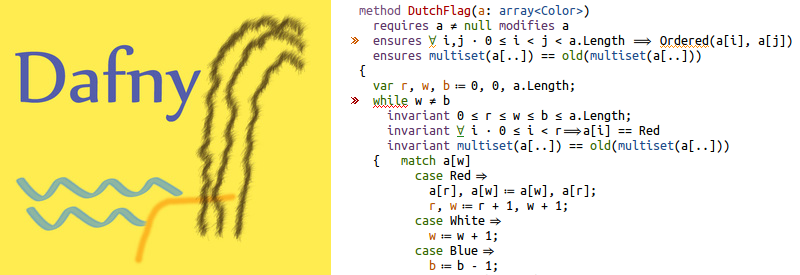 Dafny
method DutchFlag(a: array<Color>)
requires a ≠ null modifies a
ensures ∀ i,j · 0 ≤ i < j < a.Length ⟹ Ordered(a[i], a[j])
ensures multiset(a[..]) == old(multiset(a[..]))
{
var r, w, b ≔ 0, 0, a.Length;
while w ≠ b
invariant 0 ≤ r ≤ w ≤ b ≤ a.Length;
invariant ∀ i · 0 ≤ i < r⟹a[i] == Red
invariant multiset(a[..]) == old(multiset(a[..]))
{ match a[w]
case Red ⇒
a[r], a[w] ≔ a[w], a[r];
r, w ≔ r + 1, w + 1;
case White ⇒
w ≔ w + 1;
case Blue ⇒
b ≔ b - 1;